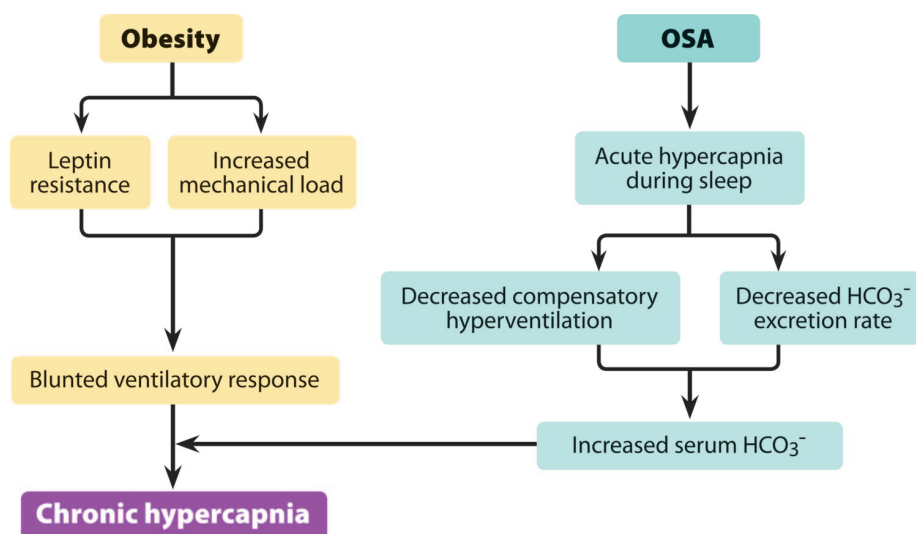 Obesity
OSA
Leptin
resistance
Increased
mechanical load
Acute hypercapnia
during sleep
Decreased compensatory
hyperventilation
Decreased HCO₃⁻
excretion rate
Blunted ventilatory response
Increased serum HCO₃⁻
Chronic hypercapnia